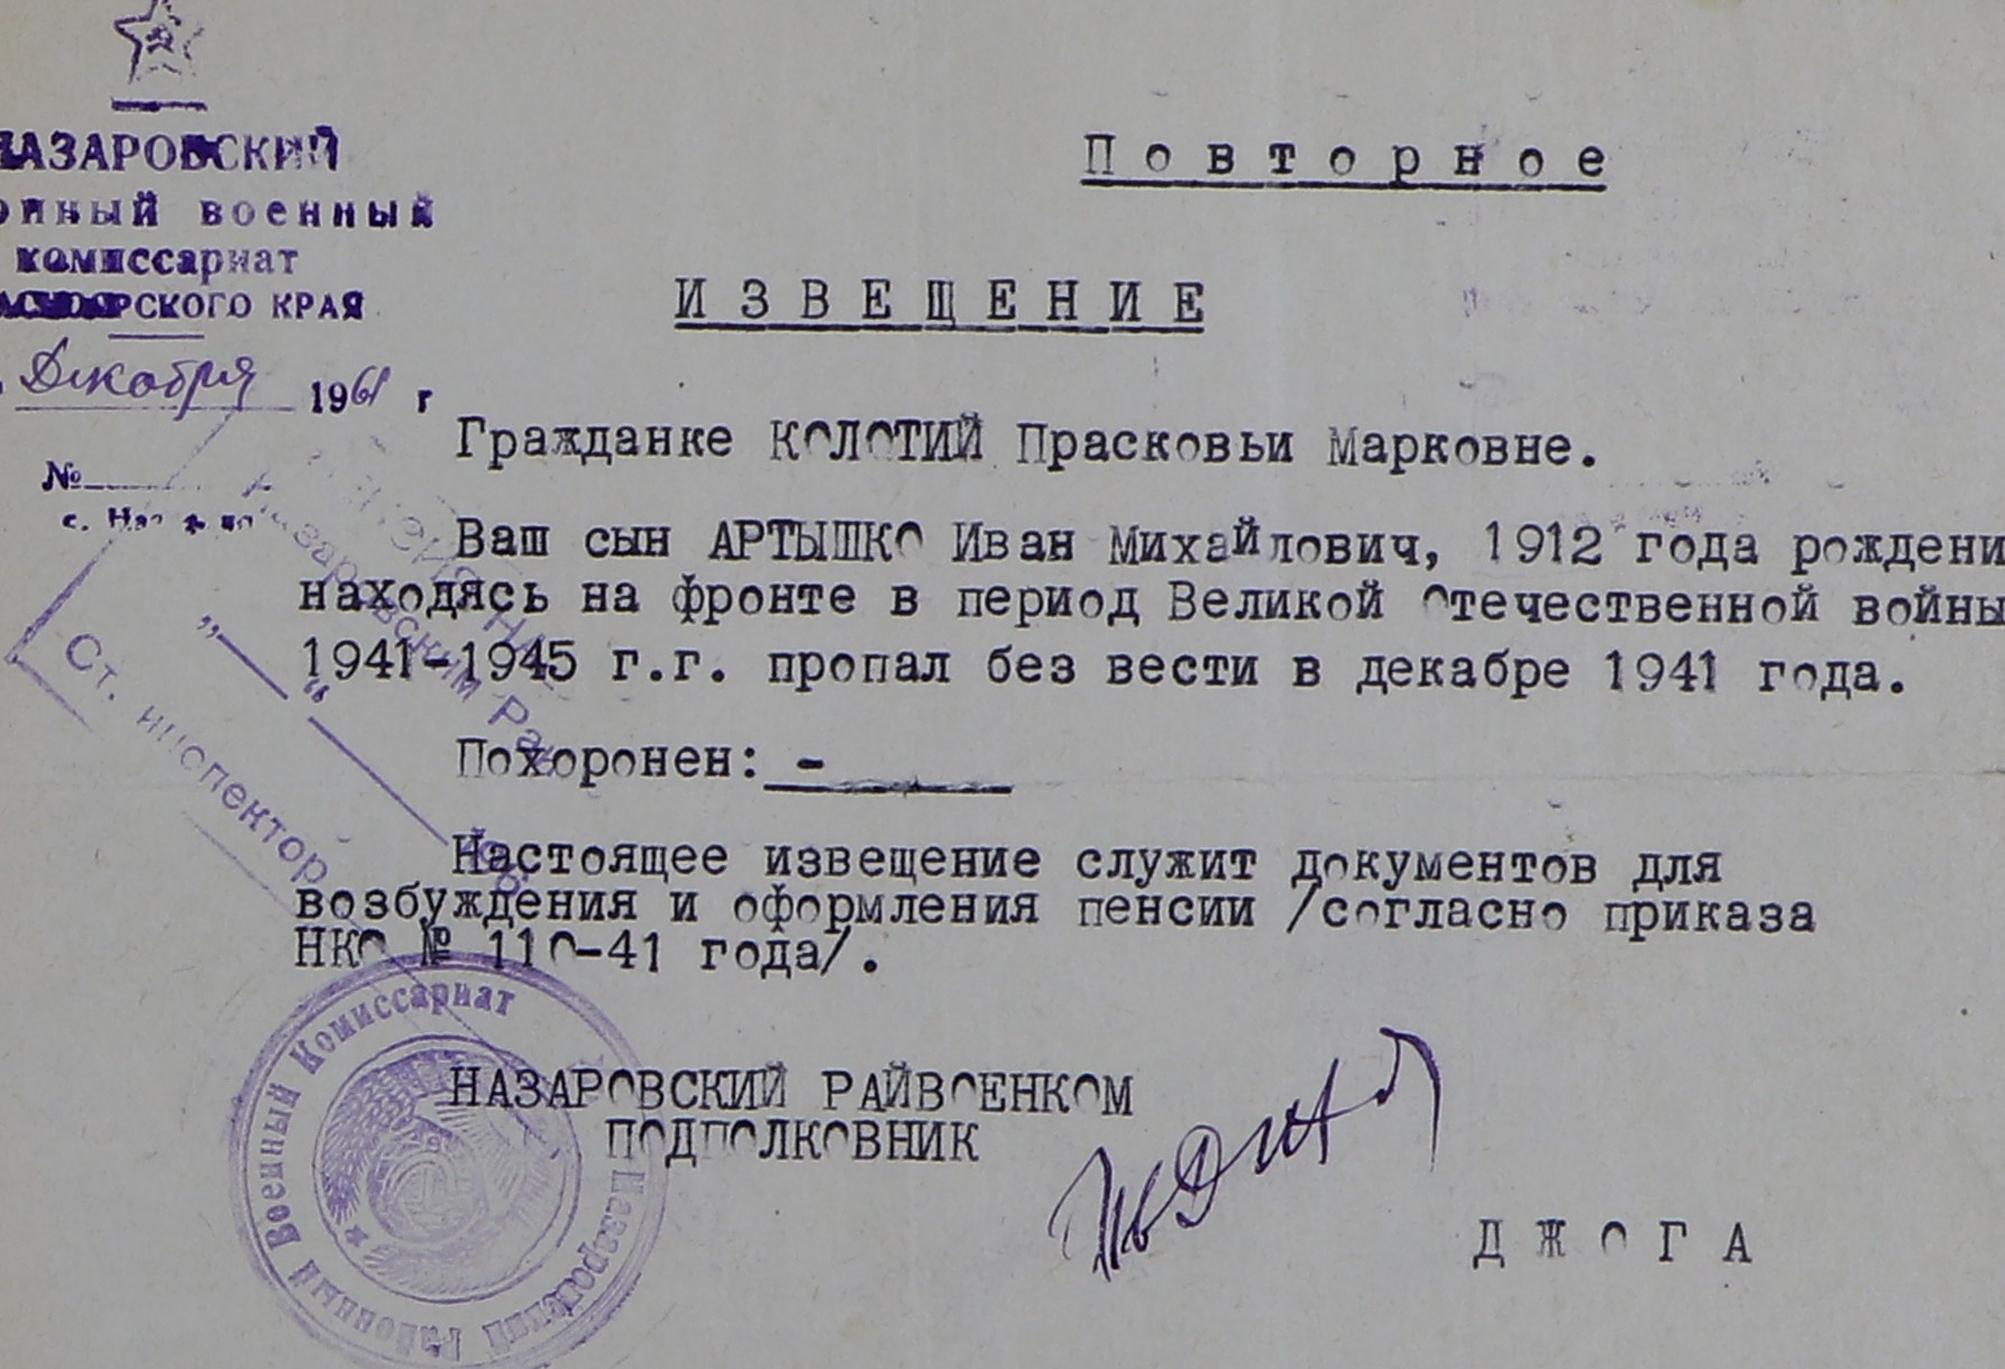 НАЗАРОВСКИЙ
военный
комиссариат
КРАЯ
Декабря 1961 г
№
Повторное
ИЗВЕЩЕНИЕ
Гражданке КОЛОТИЙ Прасковьи Марковне.
Ваш сын АРТЫШКО Иван Михайлович, 1912 года рождени
находясь на фронте в период Великой Отечественной войны
1941-1945 г.г. пропал без вести в декабре 1941 года.
Похоронен: -
Настоящее извещение служит документов для
возбуждения и оформления пенсии /согласно приказа
НКО № 110-41 года/.
НАЗАРОВСКИЙ РАЙВОЕНКОМ
ПОДПОЛКОВНИК
ДЖОГА
Ст. инспектор
Назаровский Районный Военный Комиссариат